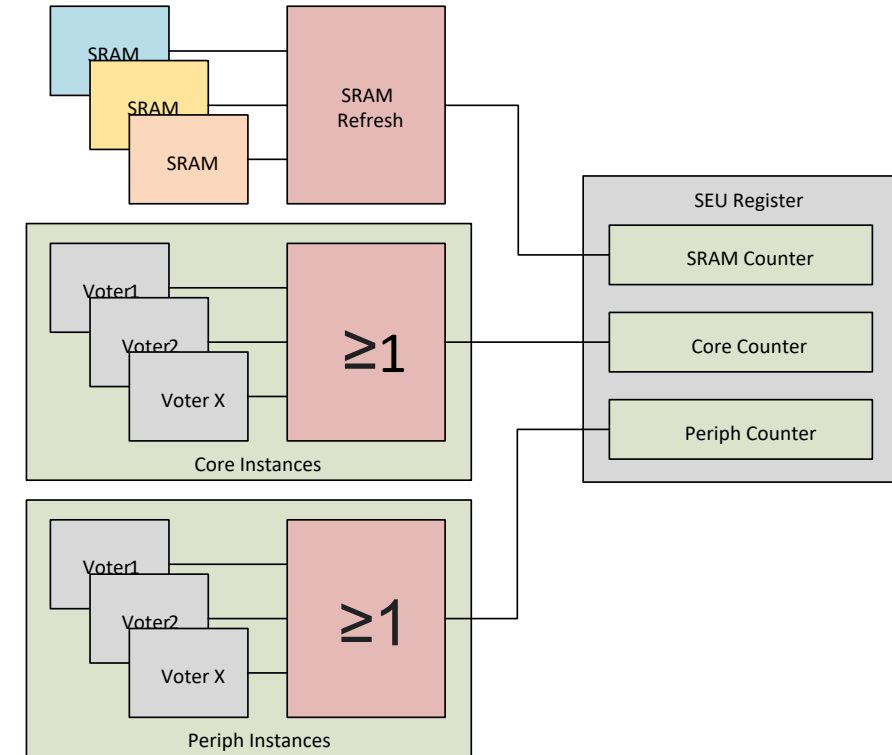 SRAM
SRAM
SRAM
SRAM
Refresh
Voter1
Voter2
Voter X
≥1
Core Instances
Voter1
Voter2
Voter X
≥1
Periph Instances
SEU Register
SRAM Counter
Core Counter
Periph Counter